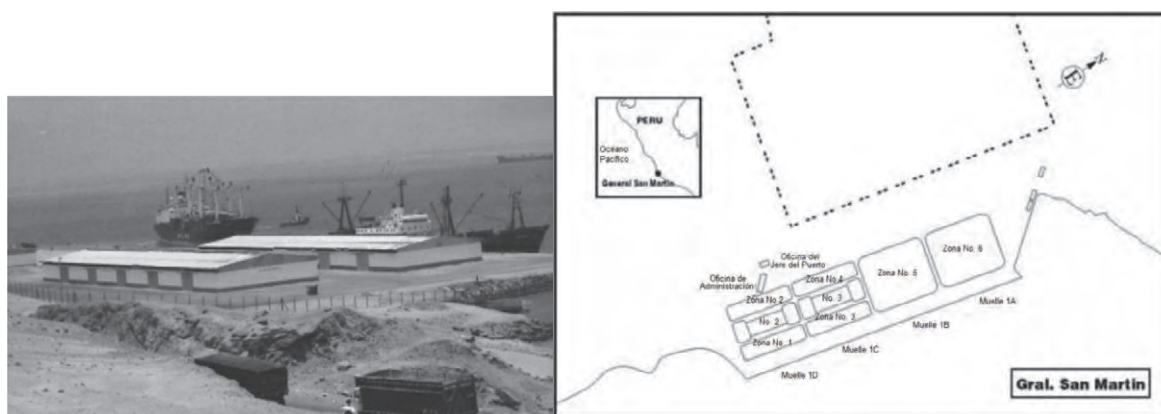 PERU
Océano
Pacífico
General San Martín
N
Oficina del
Jere del Puerto
Oficina de
Administración
Zona No. 6
Zona No. 5
Zona No. 4
No. 3
Zona No. 3
Zona No. 2
No. 2
Zona No. 1
Muelle 1A
Muelle 1B
Muelle 1C
Muelle 1D
Gral. San Martín